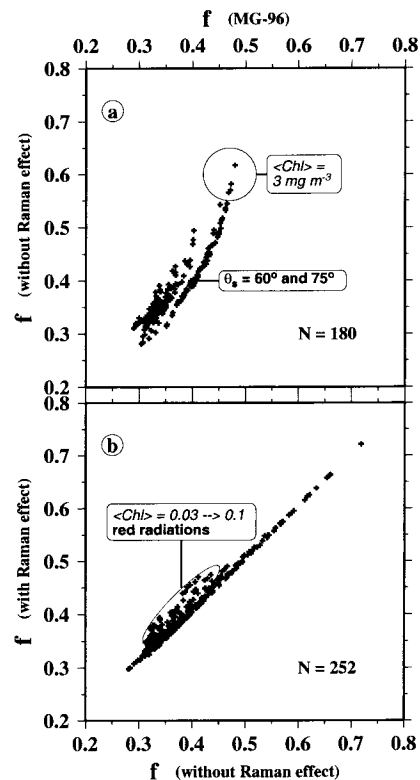 f (MG-96)
0.2 0.3 0.4 0.5 0.6 0.7 0.8
0.8
a
0.7
<Chl> =
3 mg m⁻³
0.6
0.5
θs = 60° and 75°
0.4
0.3
N = 180
0.2
f (without Raman effect)
0.8
b
0.7
<Chl> = 0.03 --> 0.1
red radiations
0.6
0.5
0.4
0.3
N = 252
0.2
f (with Raman effect)
0.2 0.3 0.4 0.5 0.6 0.7 0.8
f (without Raman effect)